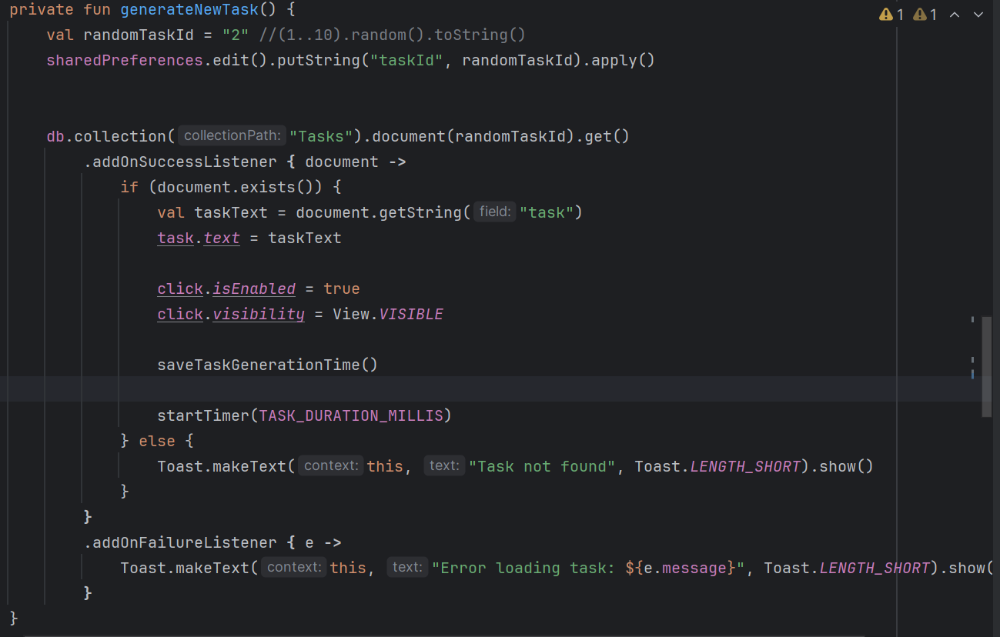 private fun generateNewTask() {
1 1
val randomTaskId = "2" //(1..10).random().toString()
sharedPreferences.edit().putString("taskId", randomTaskId).apply()
db.collection( collectionPath: "Tasks").document(randomTaskId).get()
.addOnSuccessListener { document ->
if (document.exists()) {
val taskText = document.getString( field: "task")
task.text = taskText
click.isEnabled = true
click.visibility = View.VISIBLE
saveTaskGenerationTime()
startTimer(TASK_DURATION_MILLIS)
} else {
Toast.makeText( context: this, text: "Task not found", Toast.LENGTH_SHORT).show()
}
}
.addOnFailureListener { e ->
Toast.makeText( context: this, text: "Error loading task: ${e.message}", Toast.LENGTH_SHORT).show(
}
}